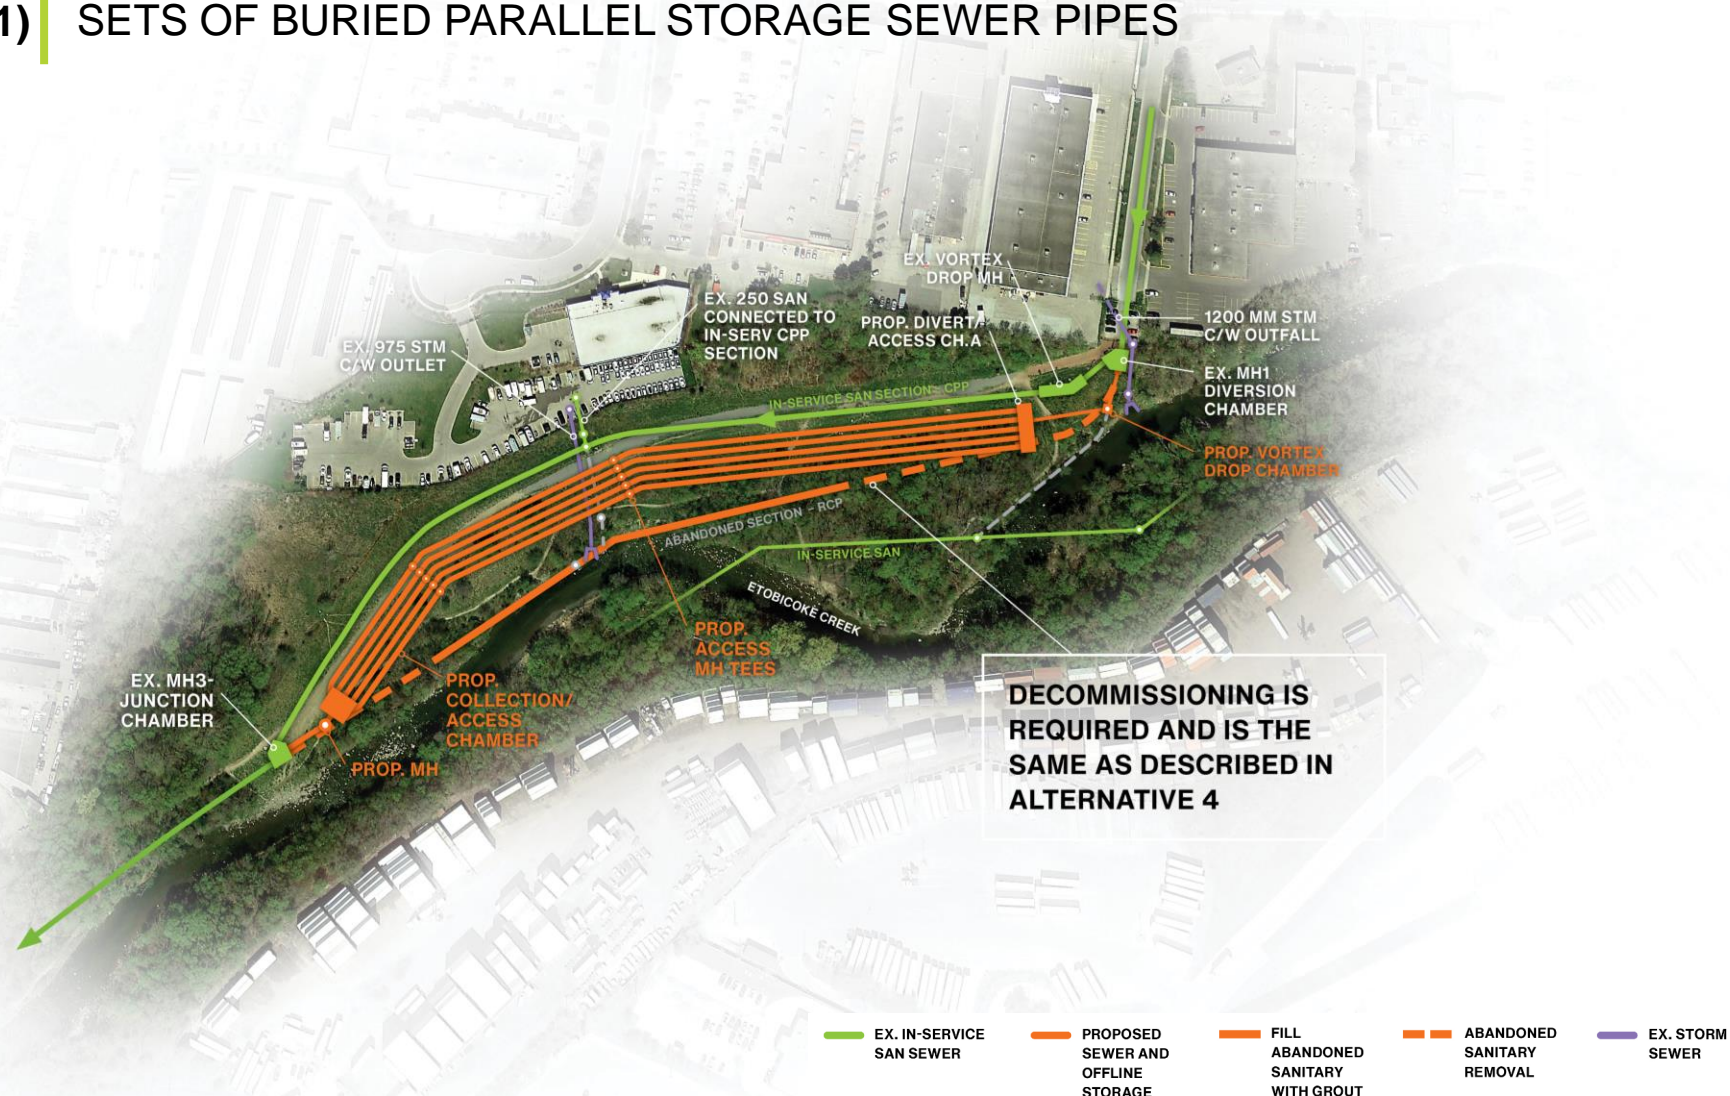 1) SETS OF BURIED PARALLEL STORAGE SEWER PIPES
EX. VORTEX
DROP MH
EX. 250 SAN
CONNECTED TO
IN-SERV CPP
SECTION
PROP. DIVERT/
ACCESS CH.A
1200 MM STM
C/W OUTFALL
EX. 975 STM
C/W OUTLET
EX. MH1
DIVERSION
CHAMBER
IN-SERVICE SAN SECTION - CPP
PROP. VORTEX
DROP CHAMBER
ABANDONED SECTION - RCP
IN-SERVICE SAN
ETOBICOKE CREEK
PROP.
ACCESS
MH TEES
EX. MH3-
JUNCTION
CHAMBER
PROP.
COLLECTION/
ACCESS
CHAMBER
PROP. MH
DECOMMISSIONING IS
REQUIRED AND IS THE
SAME AS DESCRIBED IN
ALTERNATIVE 4
EX. IN-SERVICE
SAN SEWER
PROPOSED
SEWER AND
OFFLINE
STORAGE
FILL
ABANDONED
SANITARY
WITH GROUT
ABANDONED
SANITARY
REMOVAL
EX. STORM
SEWER